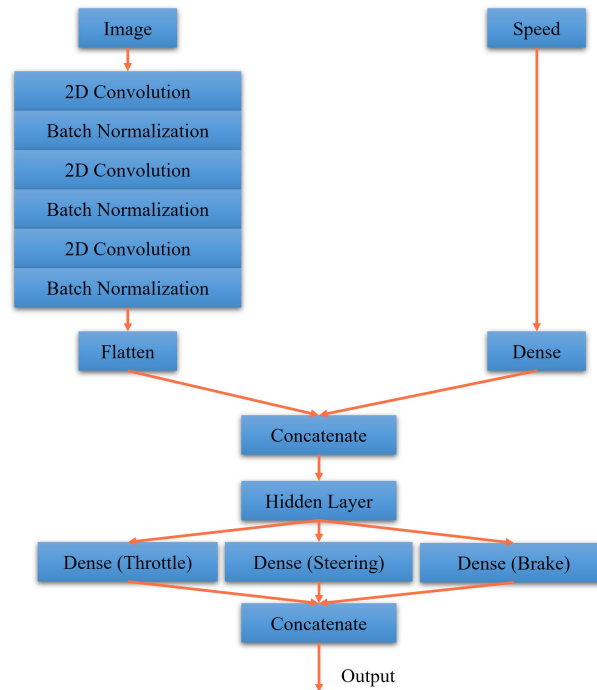 Image
Speed
2D Convolution
Batch Normalization
2D Convolution
Batch Normalization
2D Convolution
Batch Normalization
Flatten
Dense
Concatenate
Hidden Layer
Dense (Throttle)
Dense (Steering)
Dense (Brake)
Concatenate
Output